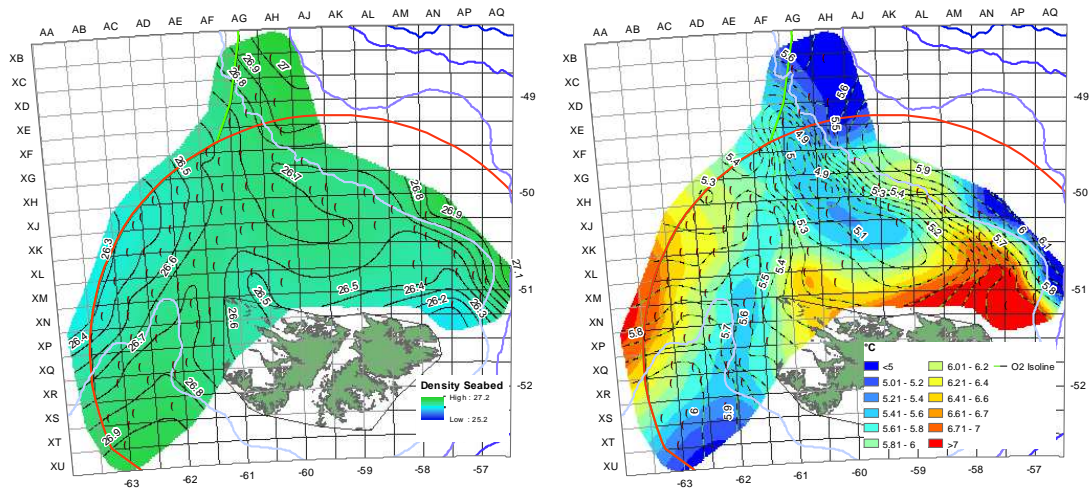 AA AB AC AD AE AF AG AH AJ AK AL AM AN AP AQ
XB
XC
XD
XE
XF
XG
XH
XJ
XK
XL
XM
XN
XP
XQ
XR
XS
XT
XU
26.9
27
26.8
26.5
26.7
26.8
26.9
26.3
26.6
27.1
26.5
26.5
26.4
26.2
26.3
26.6
26.4
26.7
26.8
26.9
-49
-50
-51
-52
Density Seabed
High : 27.2
Low : 25.2
-63 -62 -61 -60 -59 -58 -57
AA AB AC AD AE AF AG AH AJ AK AL AM AN AP AQ
XB
XC
XD
XE
XF
XG
XH
XJ
XK
XL
XM
XN
XP
XQ
XR
XS
XT
XU
5.6
5.6
5.5
4.9
5
5.4
4.9
5.9
5.3
5.3
5.4
5.3
5.2
5.1
6
5.7
6.1
5.4
5.5
5.8
5.6
5.7
5.8
6
5.9
-49
-50
-51
-52
°C
<5
5.01 - 5.2
5.21 - 5.4
5.41 - 5.6
5.61 - 5.8
5.81 - 6
6.01 - 6.2
6.21 - 6.4
6.41 - 6.6
6.61 - 6.7
6.71 - 7
>7
O2 Isoline
-63 -62 -61 -60 -59 -58 -57